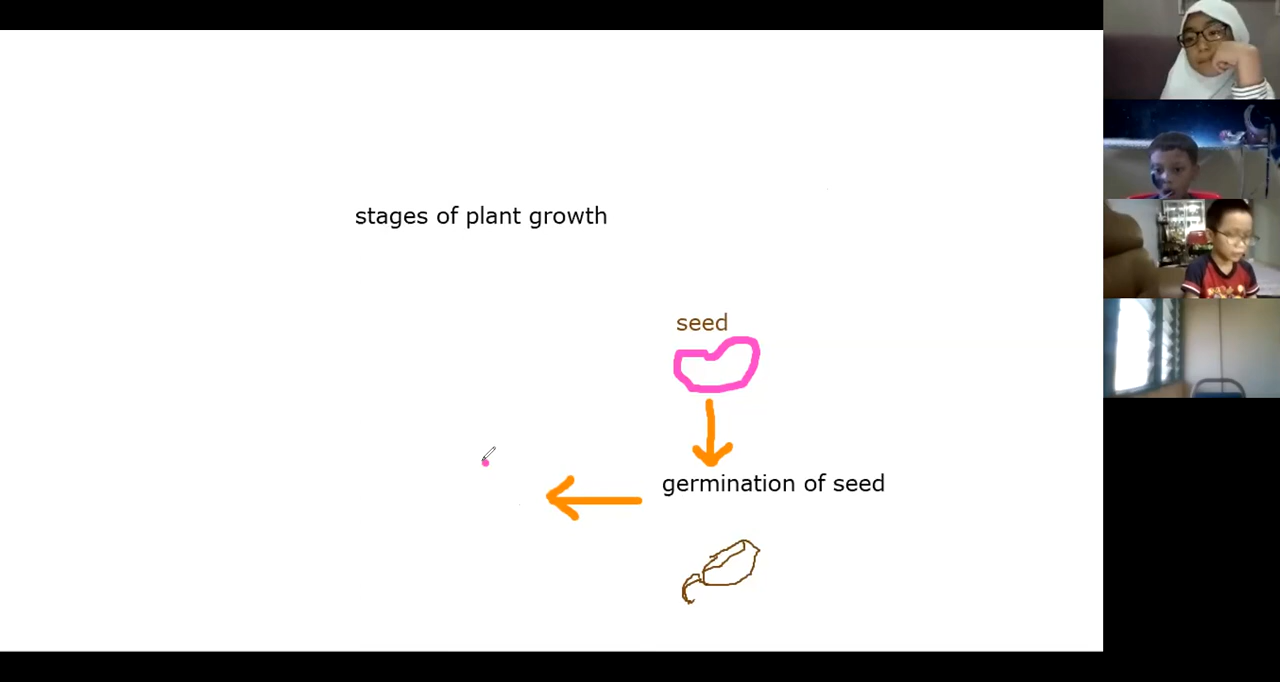 stages of plant growth
seed
germination of seed